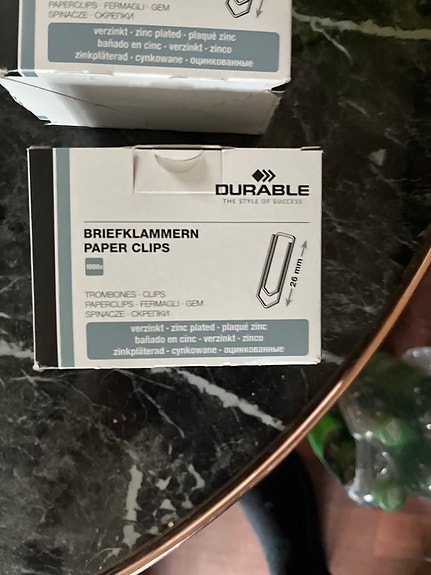 PAPERCLIPS · FERMAGLI · GEM
SPINACZE · СКРЕПКИ
verzinkt - zinc plated - plaqué zinc
bañado en cinc - verzinkt - zinco
zinkpläterad - cynkowane - оцинкованные
DURABLE
THE STYLE OF SUCCESS
BRIEFKLAMMERN
PAPER CLIPS
1000x
26 mm
TROMBONES · CLIPS
PAPERCLIPS · FERMAGLI · GEM
SPINACZE · СКРЕПКИ
verzinkt - zinc plated - plaqué zinc
bañado en cinc - verzinkt - zinco
zinkpläterad - cynkowane - оцинкованные